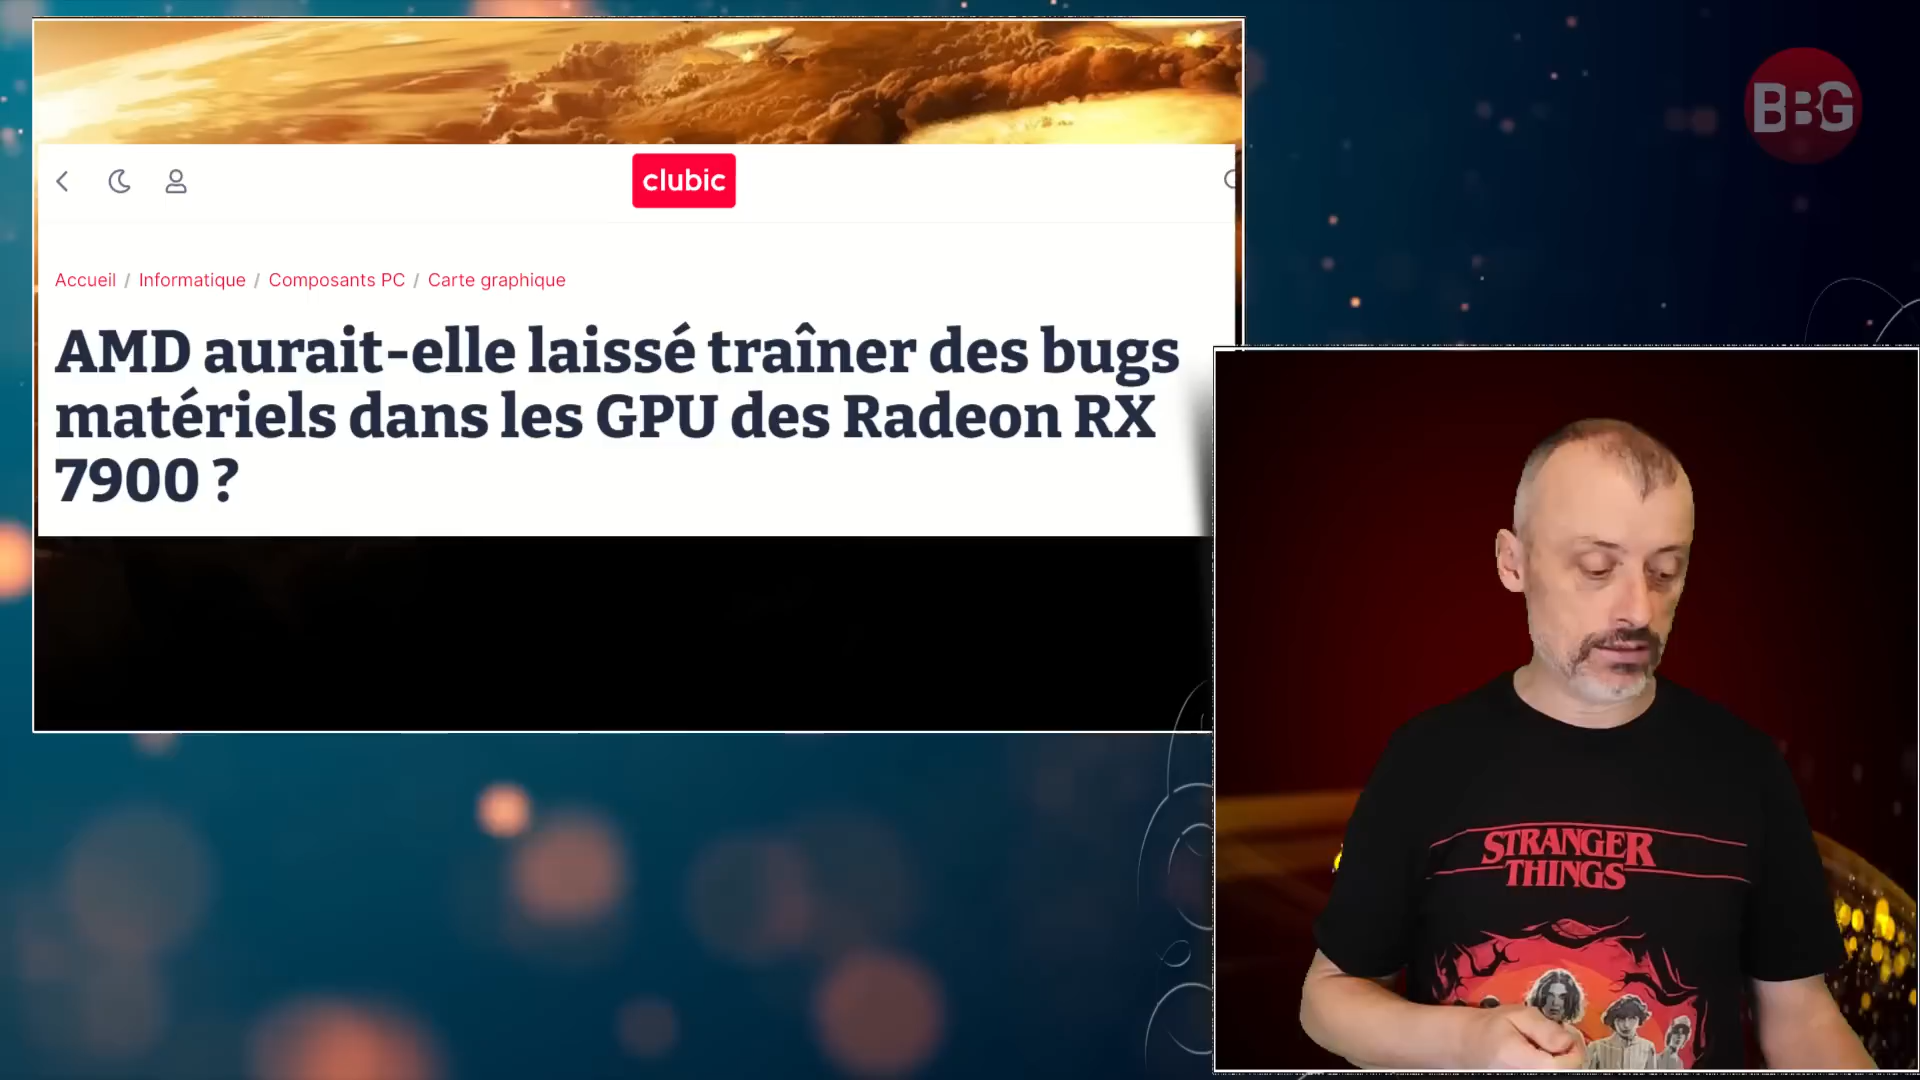 BBG
clubic
Accueil / Informatique / Composants PC / Carte graphique
AMD aurait-elle laissé traîner des bugs
matériels dans les GPU des Radeon RX
7900 ?
STRANGER
THINGS